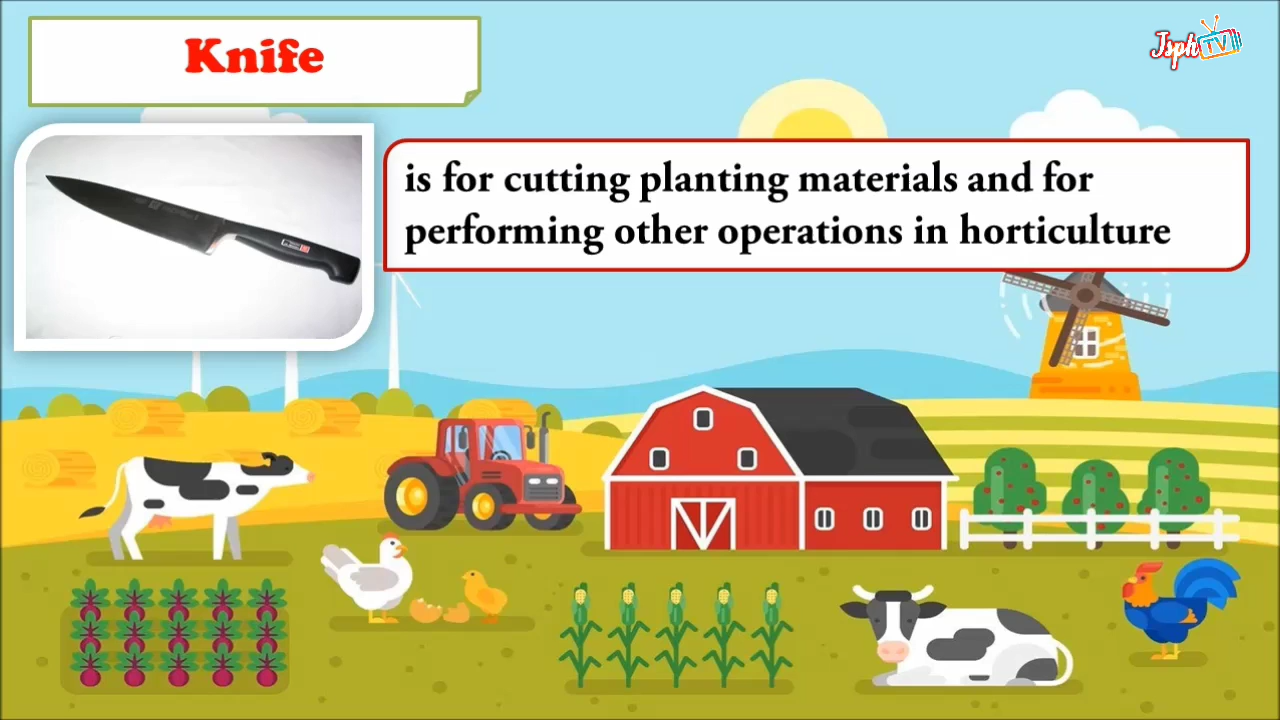 Knife
Jsph TV
is for cutting planting materials and for
performing other operations in horticulture